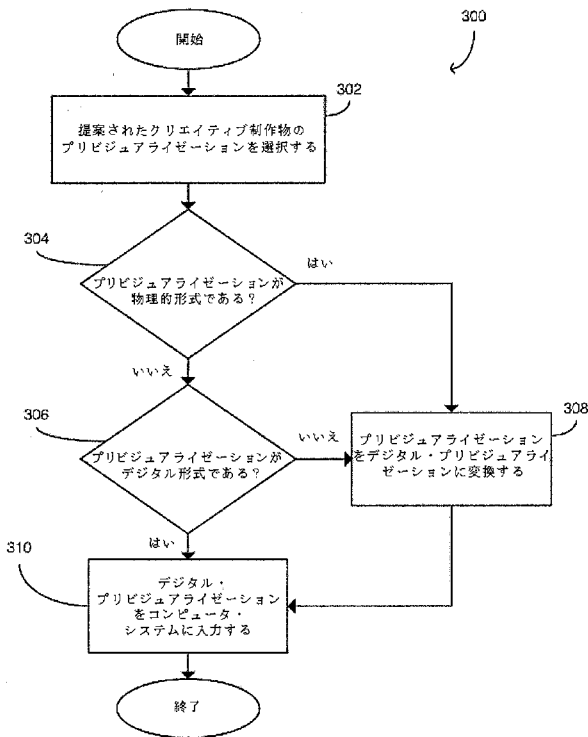 開始
300
302
提案されたクリエイティブ制作物の
プリビジュアライゼーションを選択する
304
プリビジュアライゼーションが
物理的形式である？
はい
いいえ
306
プリビジュアライゼーションが
デジタル形式である？
いいえ
308
プリビジュアライゼーション
をデジタル・プリビジュアライ
ゼーションに変換する
はい
310
デジタル・
プリビジュアライゼーション
をコンピュータ・
システムに入力する
終了